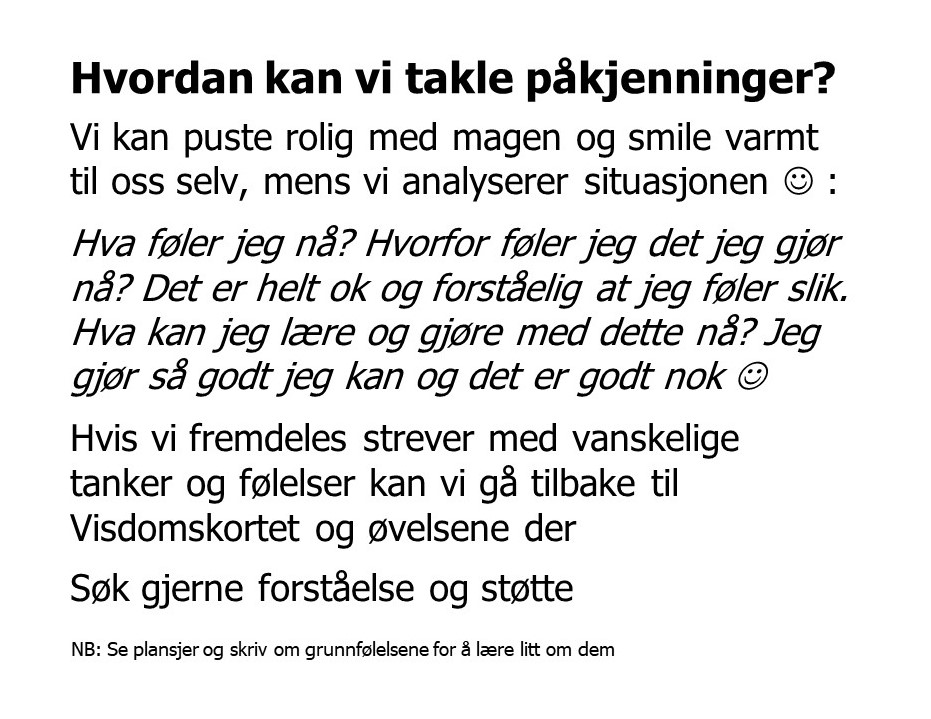 Hvordan kan vi takle påkjenninger?
Vi kan puste rolig med magen og smile varmt
til oss selv, mens vi analyserer situasjonen ☺ :
Hva føler jeg nå? Hvorfor føler jeg det jeg gjør
nå? Det er helt ok og forståelig at jeg føler slik.
Hva kan jeg lære og gjøre med dette nå? Jeg
gjør så godt jeg kan og det er godt nok ☺
Hvis vi fremdeles strever med vanskelige
tanker og følelser kan vi gå tilbake til
Visdomskortet og øvelsene der
Søk gjerne forståelse og støtte
NB: Se plansjer og skriv om grunnfølelsene for å lære litt om dem